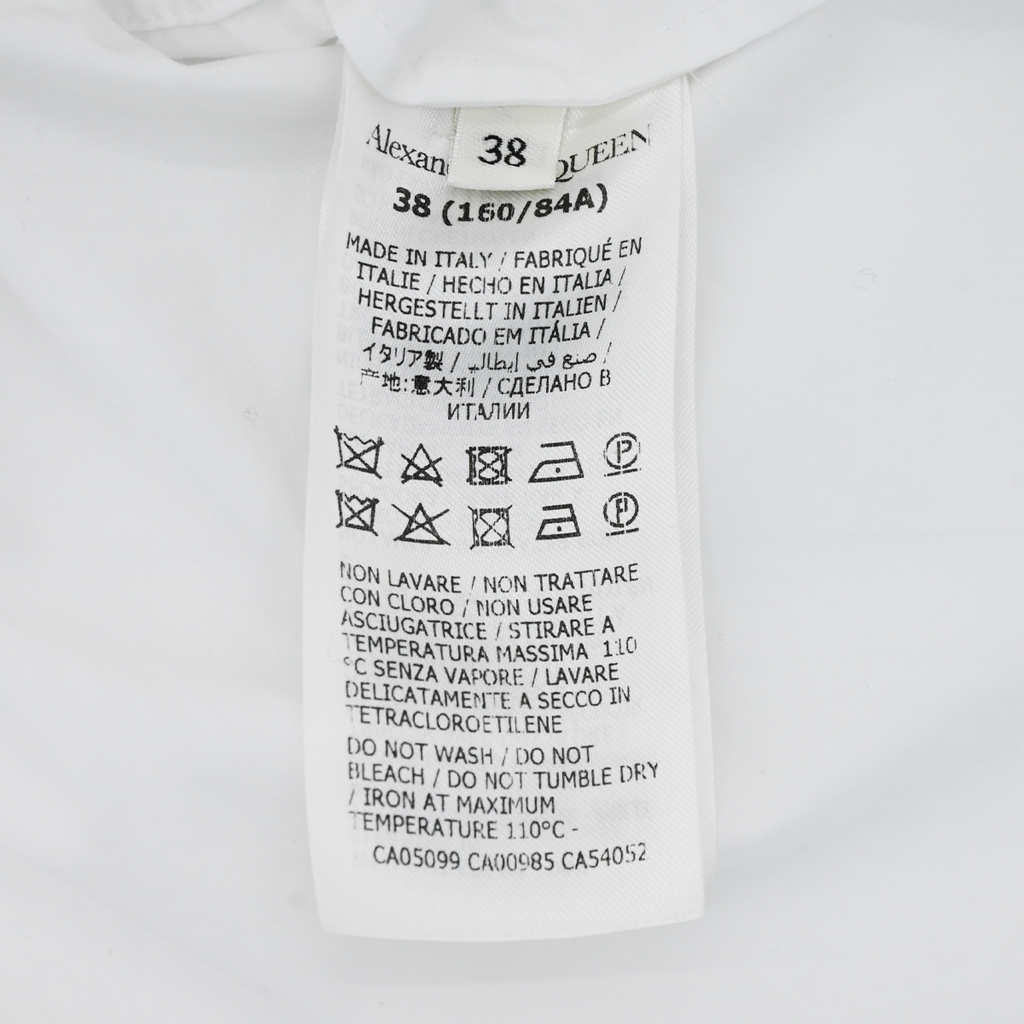 Alexan
38
QUEEN
38 (160/84A)
MADE IN ITALY / FABRIQUÉ EN
ITALIE / HECHO EN ITALIA /
HERGESTELLT IN ITALIEN /
FABRICADO EM ITÁLIA /
イタリア製 / صنع في إيطاليا /
产地:意大利 / СДЕЛАНО В
ИТАЛИИ
P
P
NON LAVARE / NON TRATTARE
CON CLORO / NON USARE
ASCIUGATRICE / STIRARE A
TEMPERATURA MASSIMA 110
°C SENZA VAPORE / LAVARE
DELICATAMENTE A SECCO IN
TETRACLOROETILENE
DO NOT WASH / DO NOT
BLEACH / DO NOT TUMBLE DRY
/ IRON AT MAXIMUM
TEMPERATURE 110°C -
CA05099 CA00985 CA54052